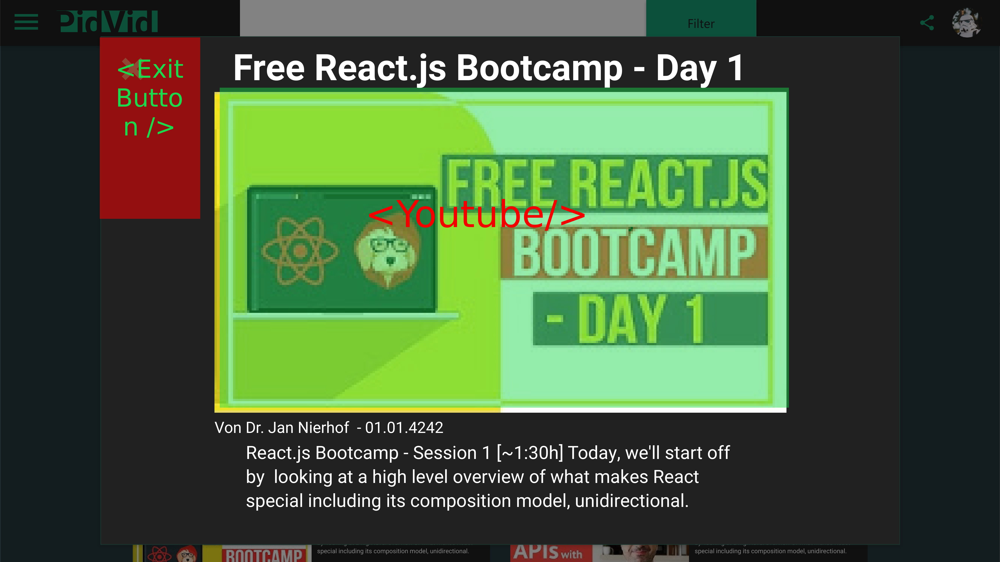 PidVid
Filter
<Exit
Butto
n />
Free React.js Bootcamp - Day 1
FREE REACT.JS
<Youtube/>
BOOTCAMP
- DAY 1
Von Dr. Jan Nierhof - 01.01.4242
React.js Bootcamp - Session 1 [~1:30h] Today, we'll start off
by looking at a high level overview of what makes React
special including its composition model, unidirectional.
BOOTCAMP
special including its composition model, unidirectional.
APIs with
special including its composition model, unidirectional.